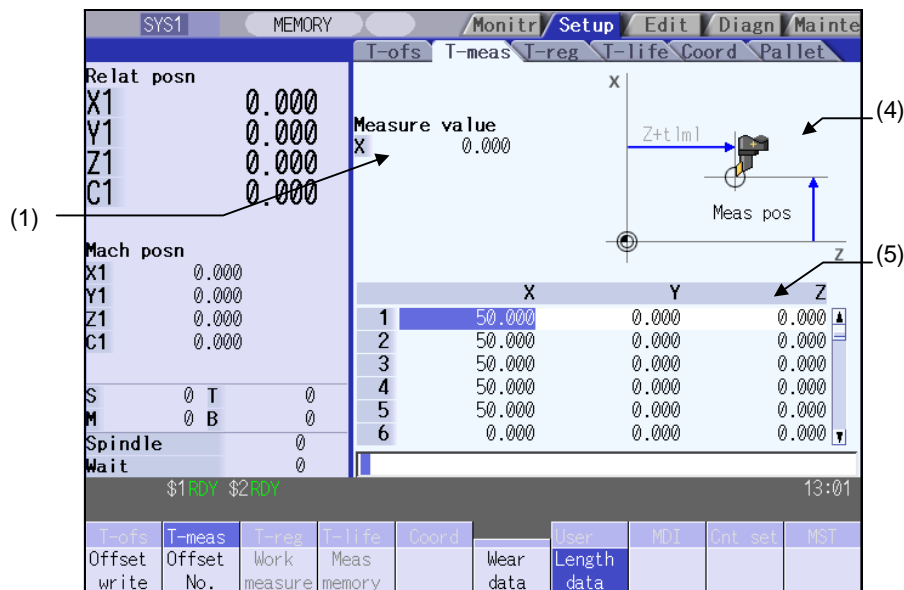 SYS1 MEMORY Monitr Setup Edit Diagn Mainte
T-ofs T-meas T-reg T-life Coord Pallet
Relat posn
X1 0.000
Y1 0.000
Z1 0.000
C1 0.000
Mach posn
X1 0.000
Y1 0.000
Z1 0.000
C1 0.000
S 0 T 0
M 0 B 0
Spindle 0
Wait 0
Measure value
X 0.000
X
Z+tlml
Meas pos
Z
(1)
(4)
(5)
X Y Z
1 50.000 0.000 0.000
2 50.000 0.000 0.000
3 50.000 0.000 0.000
4 50.000 0.000 0.000
5 50.000 0.000 0.000
6 0.000 0.000 0.000
$1 RDY $2 RDY 13:01
T-ofs T-meas T-reg T-life Coord User MDI Cnt set MST
Offset Offset Work Meas Wear Length
write No. measure memory data data